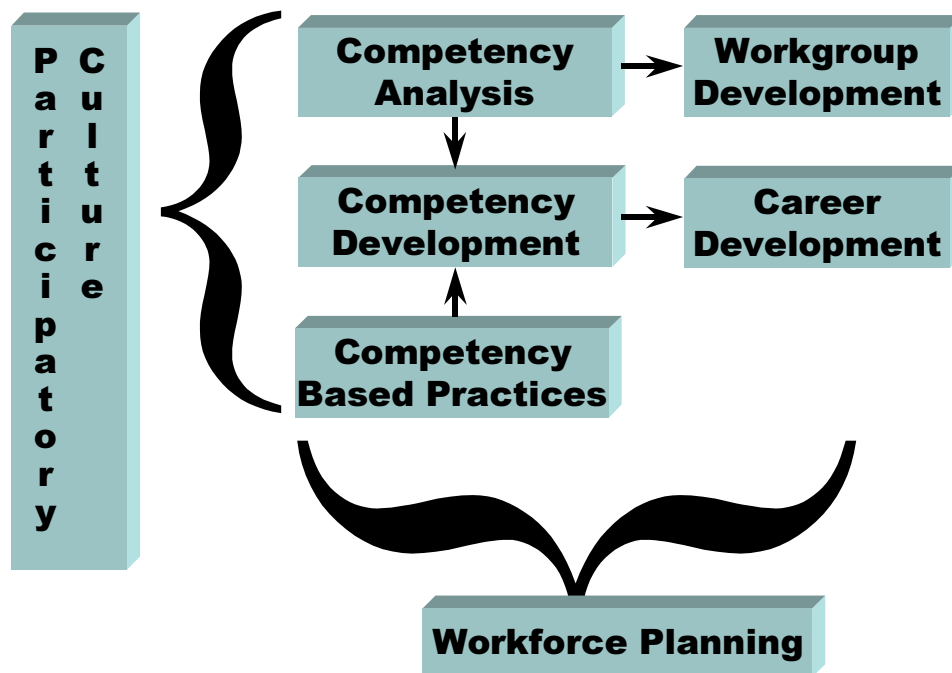 Participatory
Culture
Competency
Analysis
Workgroup
Development
Competency
Development
Career
Development
Competency
Based Practices
Workforce Planning